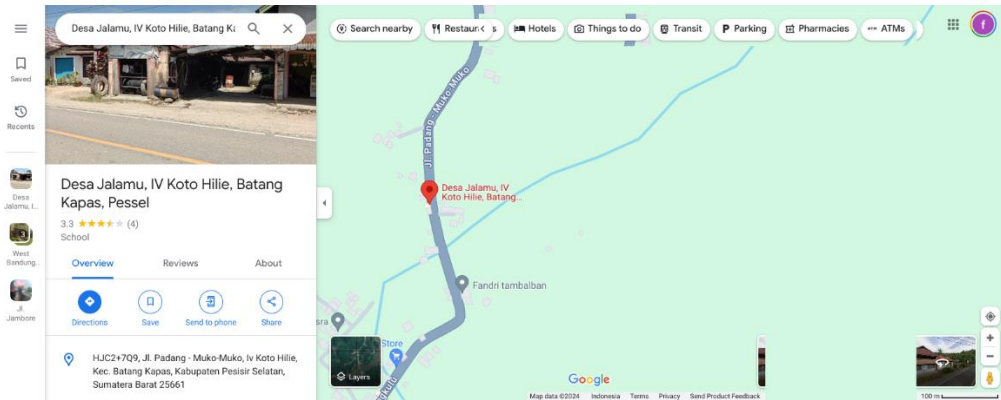 Desa Jalamu, IV Koto Hilie, Batang Ka
Search nearby
Restaur
s
Hotels
Things to do
Transit
Parking
Pharmacies
ATMs
f
Saved
Recents
Desa
Jalamu, I...
3
West
Bandung...
Jl.
Jambore
Desa Jalamu, IV Koto Hilie, Batang
Kapas, Pessel
3.3 ★★★★★ (4)
School
Overview
Reviews
About
Directions
Save
Send to phone
Share
HJC2+7Q9, Jl. Padang - Muko-Muko, Iv Koto Hilie,
Kec. Batang Kapas, Kabupaten Pesisir Selatan,
Sumatera Barat 25661
Jl. Padang - Muko-Muko
Desa Jalamu, IV
Koto Hilie, Batang...
Fandri tambalban
sra
Store
Layers
Google
Map data ©2024
Indonesia
Terms
Privacy
Send Product Feedback
100 m